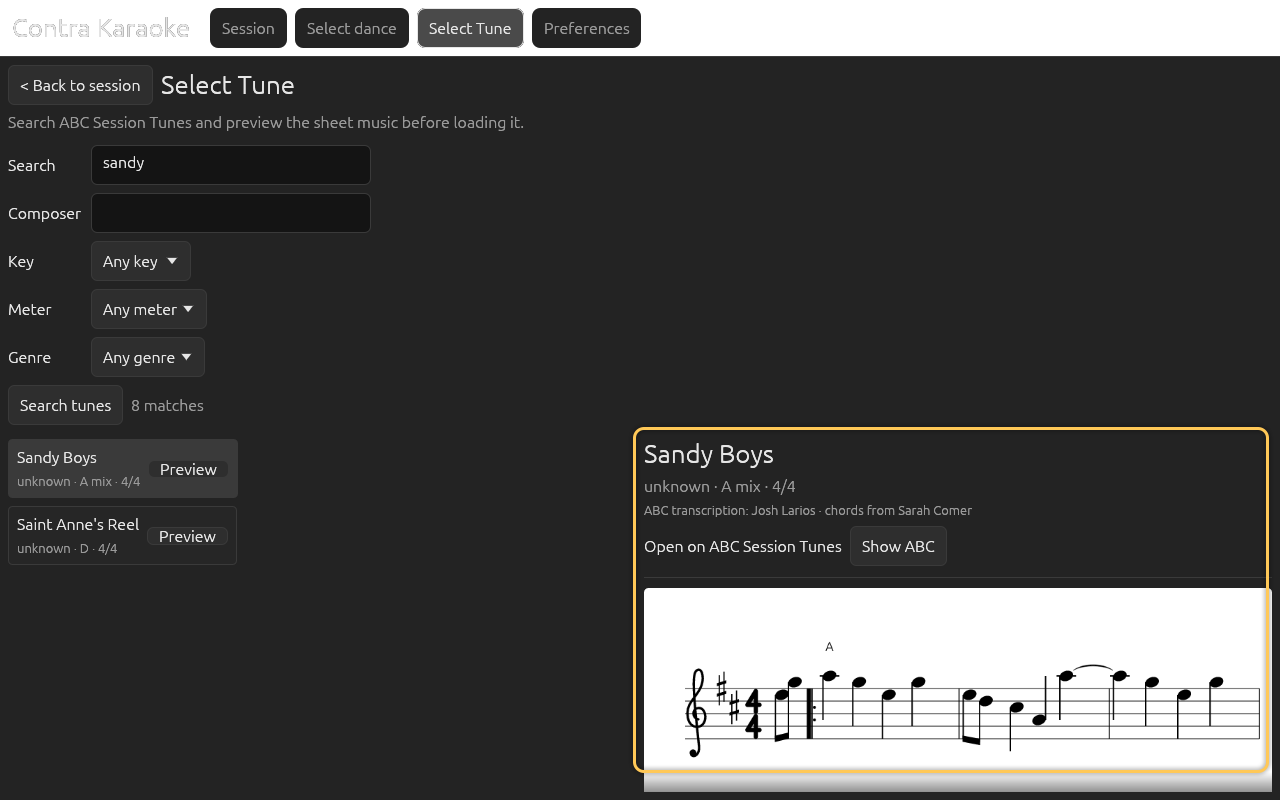 Contra Karaoke Session Select dance Select Tune Preferences
< Back to session Select Tune
Search ABC Session Tunes and preview the sheet music before loading it.
Search sandy
Composer
Key Any key
Meter Any meter
Genre Any genre
Search tunes 8 matches
Sandy Boys
unknown · A mix · 4/4
Preview
Saint Anne's Reel
unknown · D · 4/4
Preview
Sandy Boys
unknown · A mix · 4/4
ABC transcription: Josh Larios · chords from Sarah Comer
Open on ABC Session Tunes Show ABC
A
4
4